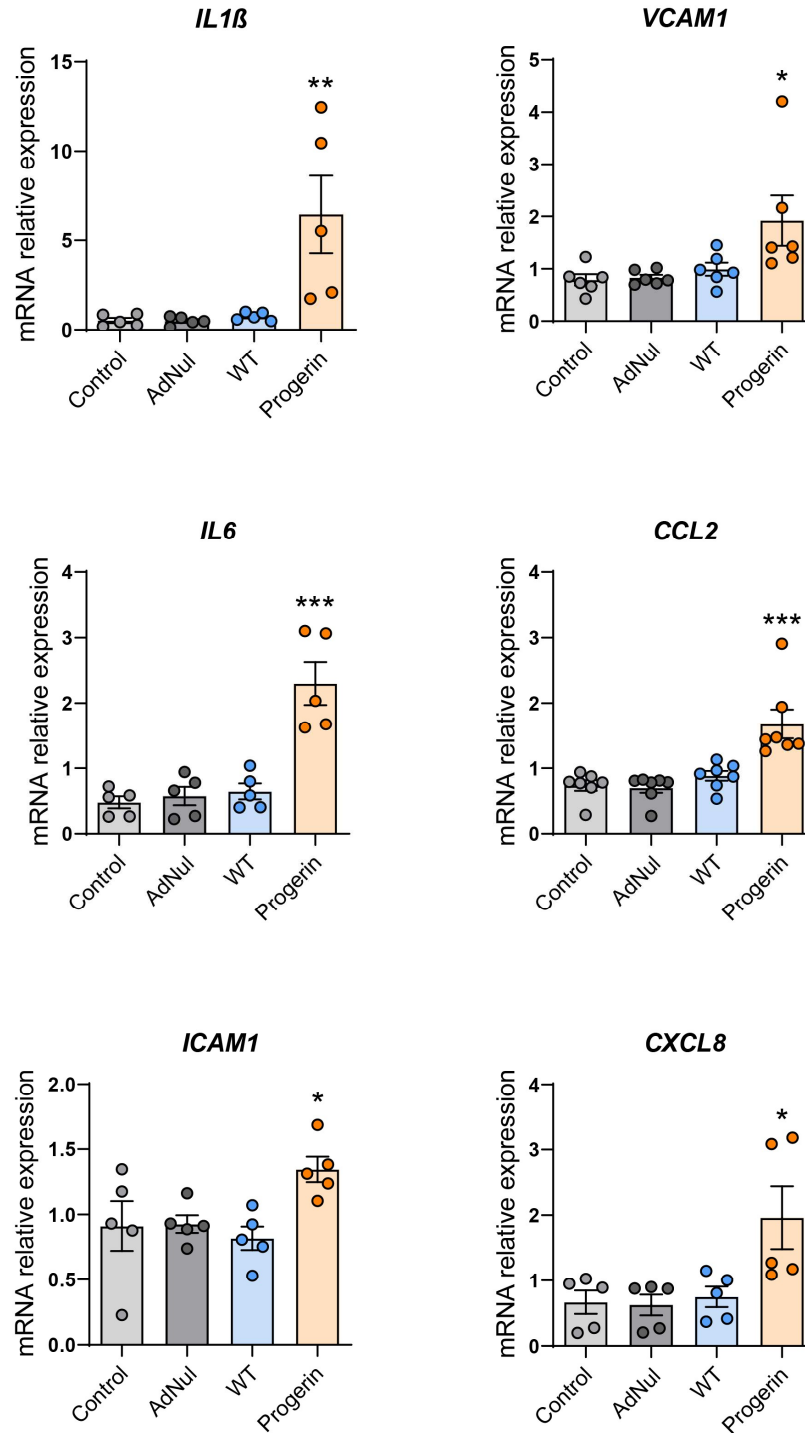 IL1ß
mRNA relative expression
15
10
5
0
**
Control
AdNul
WT
Progerin
VCAM1
mRNA relative expression
5
4
3
2
1
0
*
Control
AdNul
WT
Progerin
IL6
mRNA relative expression
4
3
2
1
0
***
Control
AdNul
WT
Progerin
CCL2
mRNA relative expression
4
3
2
1
0
***
Control
AdNul
WT
Progerin
ICAM1
mRNA relative expression
2.0
1.5
1.0
0.5
0.0
*
Control
AdNul
WT
Progerin
CXCL8
mRNA relative expression
4
3
2
1
0
*
Control
AdNul
WT
Progerin